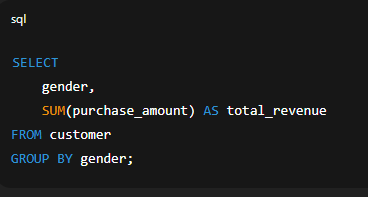 sql
SELECT
    gender,
    SUM(purchase_amount) AS total_revenue
FROM customer
GROUP BY gender;